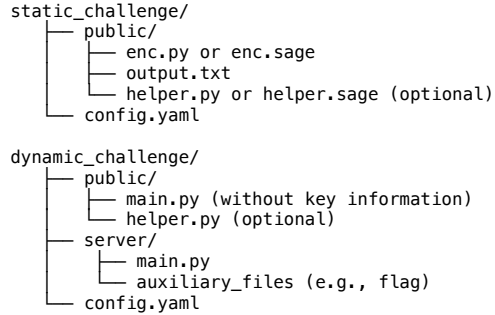 static_challenge/
├── public/
│   ├── enc.py or enc.sage
│   ├── output.txt
│   └── helper.py or helper.sage (optional)
└── config.yaml

dynamic_challenge/
├── public/
│   ├── main.py (without key information)
│   └── helper.py (optional)
├── server/
│   ├── main.py
│   └── auxiliary_files (e.g., flag)
└── config.yaml